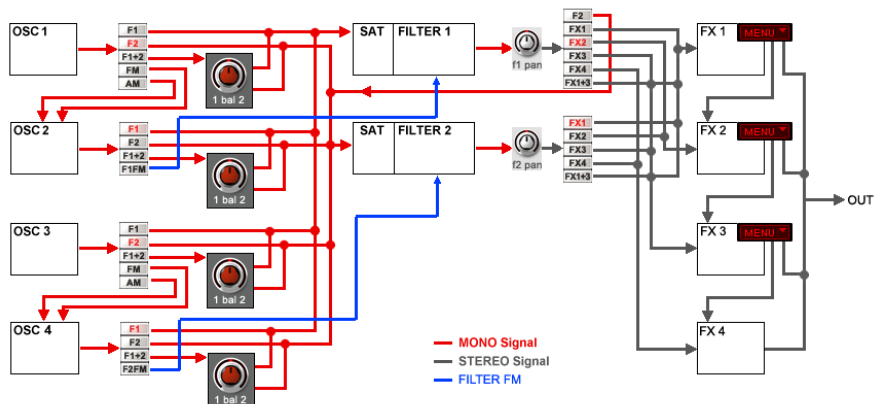 OSC 1
F1
F2
F1+2
FM
AM
1 bal 2
SAT
FILTER 1
f1 pan
F2
FX1
FX2
FX3
FX4
FX1+3
FX 1
MENU
OSC 2
F1
F2
F1+2
F1FM
1 bal 2
SAT
FILTER 2
f2 pan
FX1
FX2
FX3
FX4
FX1+3
FX 2
MENU
OUT
OSC 3
F1
F2
F1+2
FM
AM
1 bal 2
FX 3
MENU
OSC 4
F1
F2
F1+2
F2FM
1 bal 2
FX 4
MONO Signal
STEREO Signal
FILTER FM